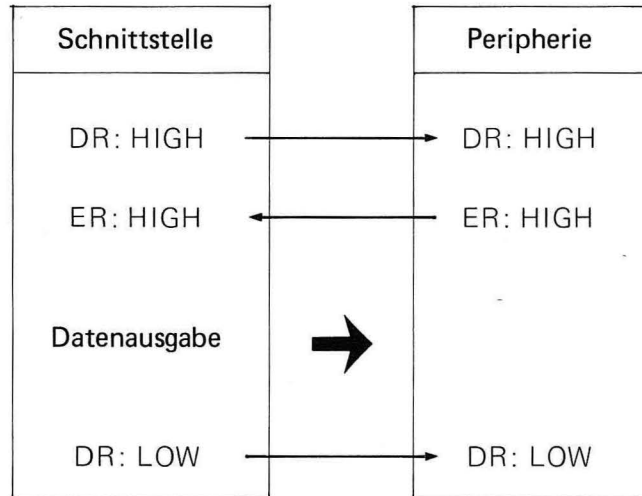 Schnittstelle Peripherie
DR: HIGH DR: HIGH
ER: HIGH ER: HIGH
Datenausgabe
DR: LOW DR: LOW